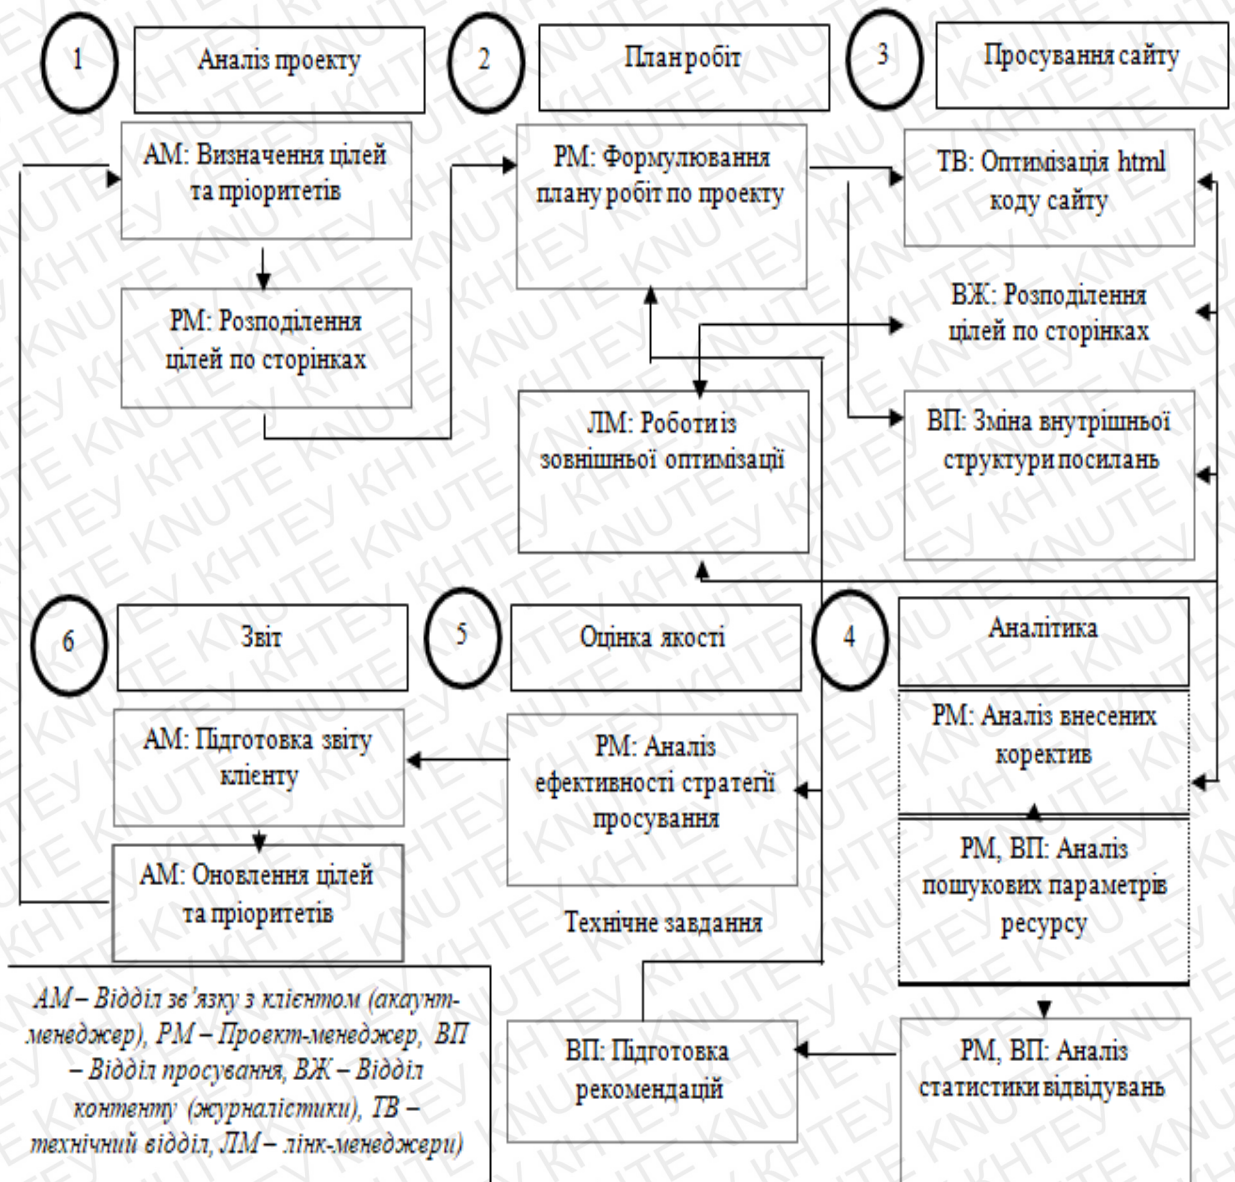 1
Аналіз проекту
2
План робіт
3
Просування сайту
АМ: Визначення цілей
та пріоритетів
РМ: Формулювання
плану робіт по проекту
ТВ: Оптимізація html
коду сайту
РМ: Розподілення
цілей по сторінках
ВЖ: Розподілення
цілей по сторінках
ЛМ: Роботи із
зовнішньої оптимізації
ВП: Зміна внутрішньої
структури посилань
6
Звіт
5
Оцінка якості
4
Аналітика
АМ: Підготовка звіту
клієнту
РМ: Аналіз
ефективності стратегії
просування
РМ: Аналіз внесених
коректив
АМ: Оновлення цілей
та пріоритетів
РМ, ВП: Аналіз
пошукових параметрів
ресурсу
Технічне завдання
АМ – Відділ зв’язку з клієнтом (акаунт-
менеджер), РМ – Проект-менеджер, ВП
– Відділ просування, ВЖ – Відділ
контенту (журналістики), ТВ –
технічний відділ, ЛМ – лінк-менеджери)
ВП: Підготовка
рекомендацій
РМ, ВП: Аналіз
статистики відвідувань